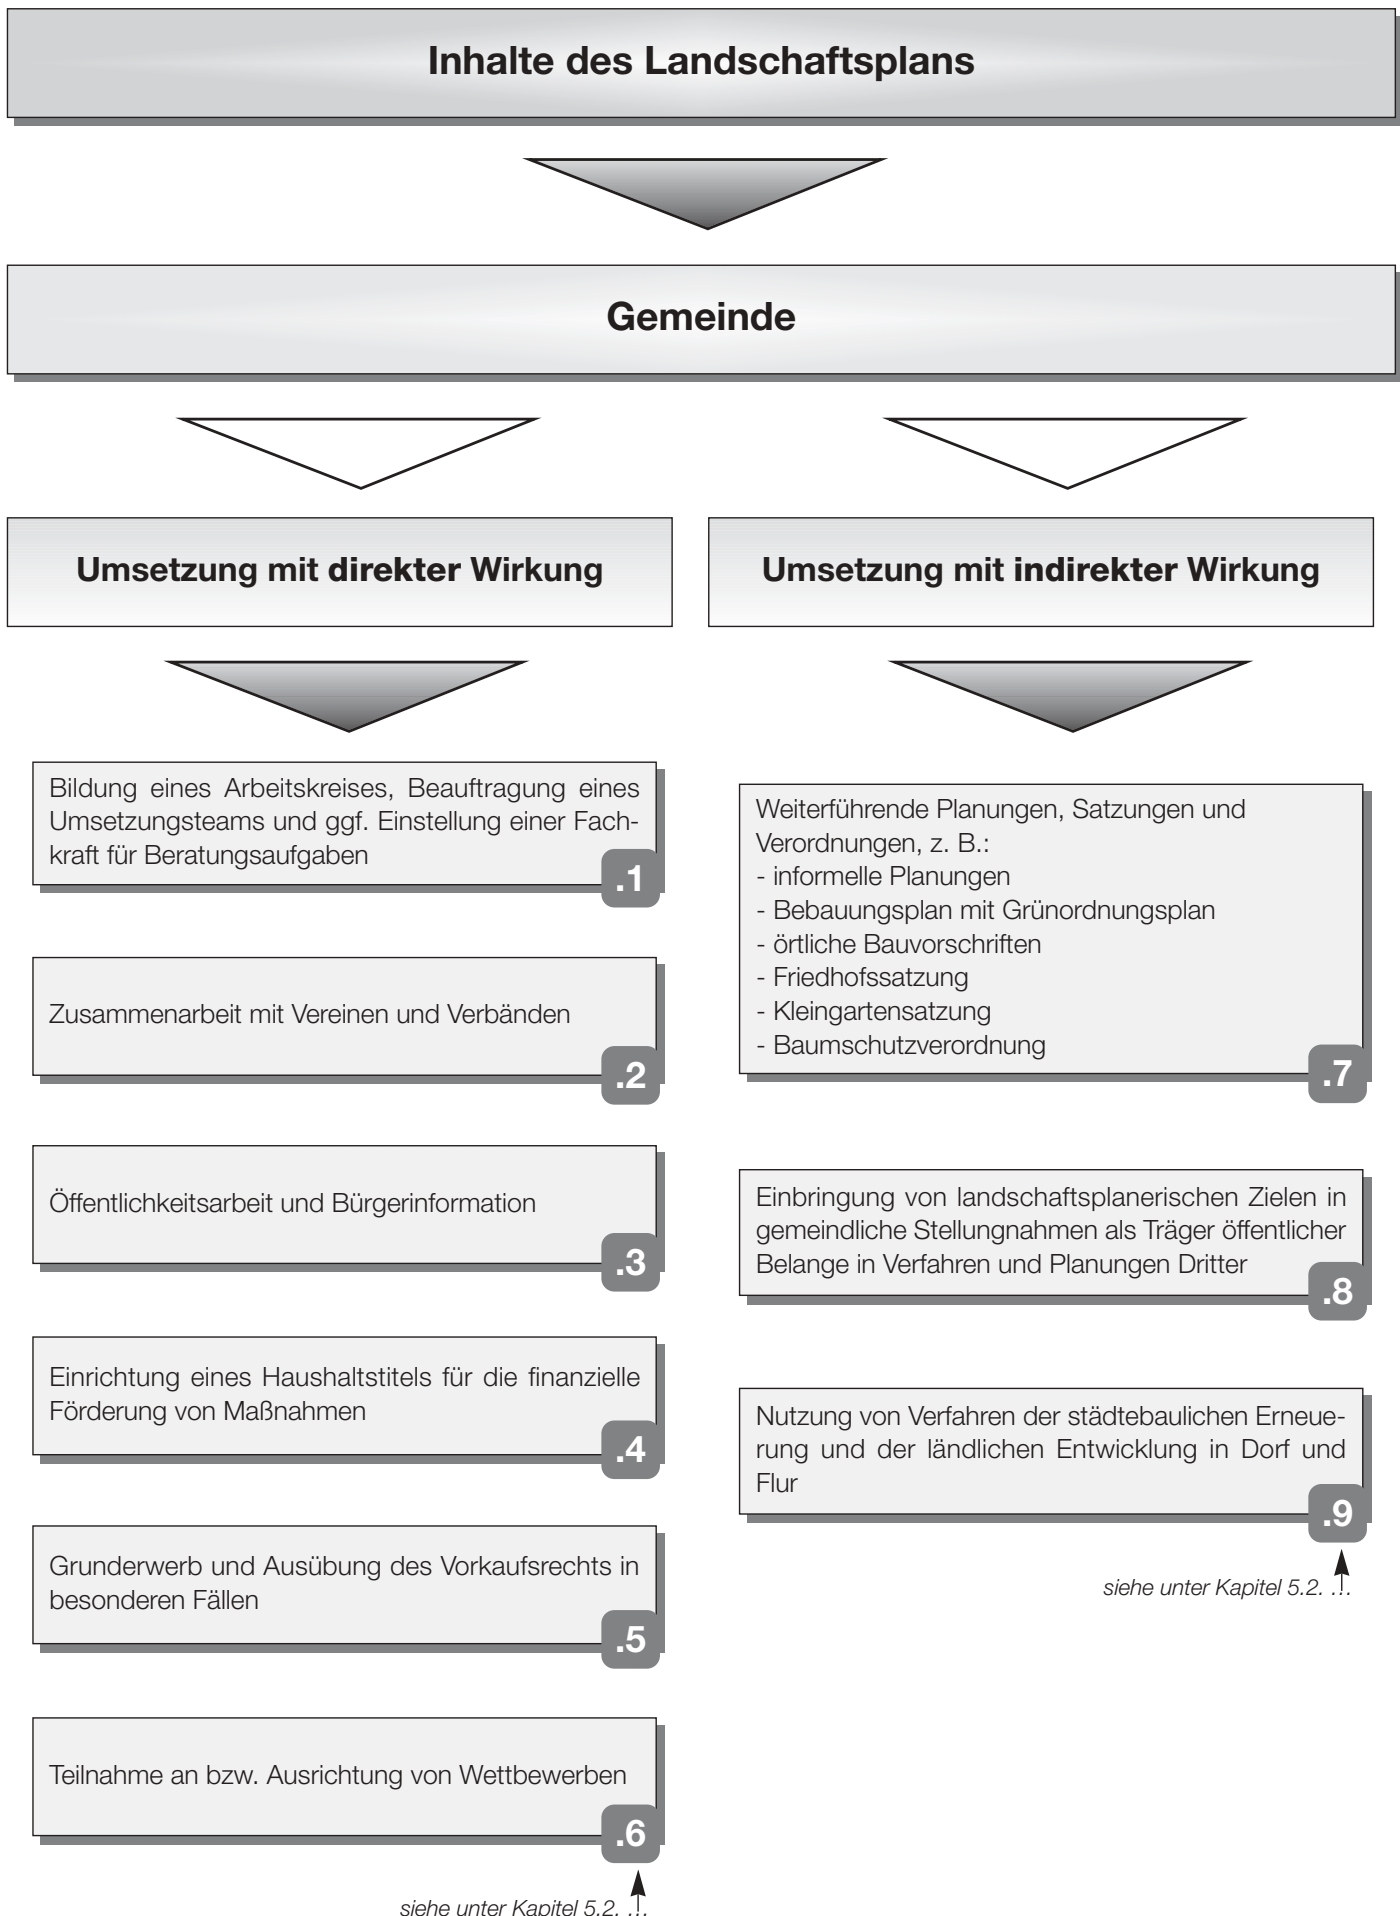 Inhalte des Landschaftsplans
Gemeinde
Umsetzung mit direkter Wirkung
Bildung eines Arbeitskreises, Beauftragung eines
Umsetzungsteams und ggf. Einstellung einer Fach-
kraft für Beratungsaufgaben
.1
Zusammenarbeit mit Vereinen und Verbänden
.2
Öffentlichkeitsarbeit und Bürgerinformation
.3
Einrichtung eines Haushaltstitels für die finanzielle
Förderung von Maßnahmen
.4
Grunderwerb und Ausübung des Vorkaufsrechts in
besonderen Fällen
.5
Teilnahme an bzw. Ausrichtung von Wettbewerben
.6
siehe unter Kapitel 5.2. ...
Umsetzung mit indirekter Wirkung
Weiterführende Planungen, Satzungen und
Verordnungen, z. B.:
- informelle Planungen
- Bebauungsplan mit Grünordnungsplan
- örtliche Bauvorschriften
- Friedhofssatzung
- Kleingartensatzung
- Baumschutzverordnung
.7
Einbringung von landschaftsplanerischen Zielen in
gemeindliche Stellungnahmen als Träger öffentlicher
Belange in Verfahren und Planungen Dritter
.8
Nutzung von Verfahren der städtebaulichen Erneue-
rung und der ländlichen Entwicklung in Dorf und
Flur
.9
siehe unter Kapitel 5.2. ...